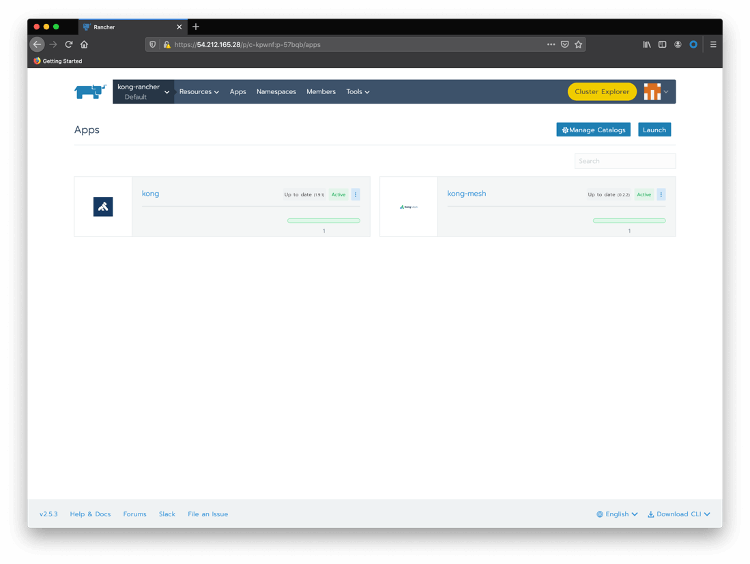 Rancher
https://54.212.165.28/p/c-kpwnf:p-57bqb/apps
Getting Started
kong-rancher
Default
Resources
Apps
Namespaces
Members
Tools
Cluster Explorer
Apps
Manage Catalogs
Launch
Search
kong
Up to date
Active
1
kong-mesh
Up to date
Active
1
v2.5.3
Help & Docs
Forums
Slack
File an Issue
English
Download CLI